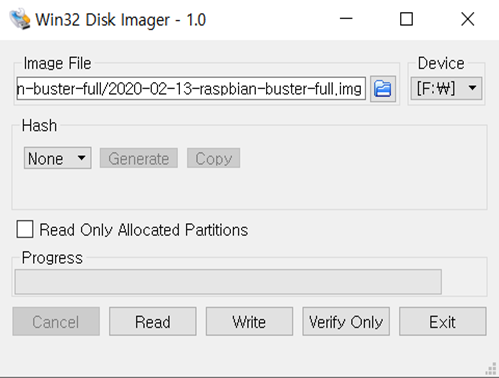 Win32 Disk Imager - 1.0
Image File
Device
n-buster-full/2020-02-13-raspbian-buster-full.img
[F:₩]
Hash
None
Generate
Copy
Read Only Allocated Partitions
Progress
Cancel
Read
Write
Verify Only
Exit